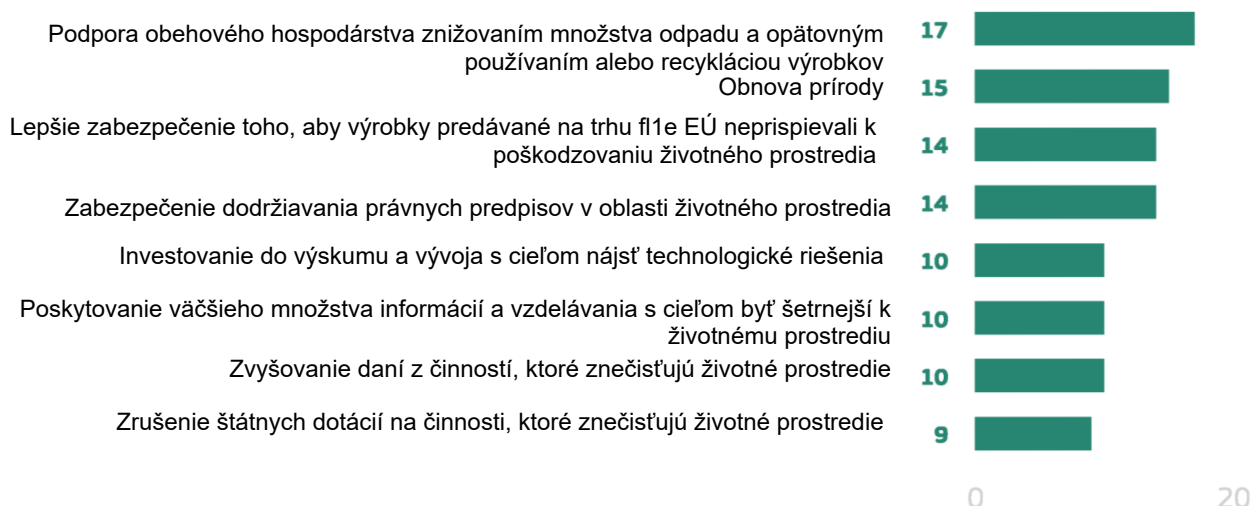 Podpora obehového hospodárstva znižovaním množstva odpadu a opätovným
používaním alebo recykláciou výrobkov
17
Obnova prírody
15
Lepšie zabezpečenie toho, aby výrobky predávané na trhu fl1e EÚ neprispievali k
poškodzovaniu životného prostredia
14
Zabezpečenie dodržiavania právnych predpisov v oblasti životného prostredia
14
Investovanie do výskumu a vývoja s cieľom nájsť technologické riešenia
10
Poskytovanie väčšieho množstva informácií a vzdelávania s cieľom byť šetrnejší k
životnému prostrediu
10
Zvyšovanie daní z činností, ktoré znečisťujú životné prostredie
10
Zrušenie štátnych dotácií na činnosti, ktoré znečisťujú životné prostredie
9
0
20